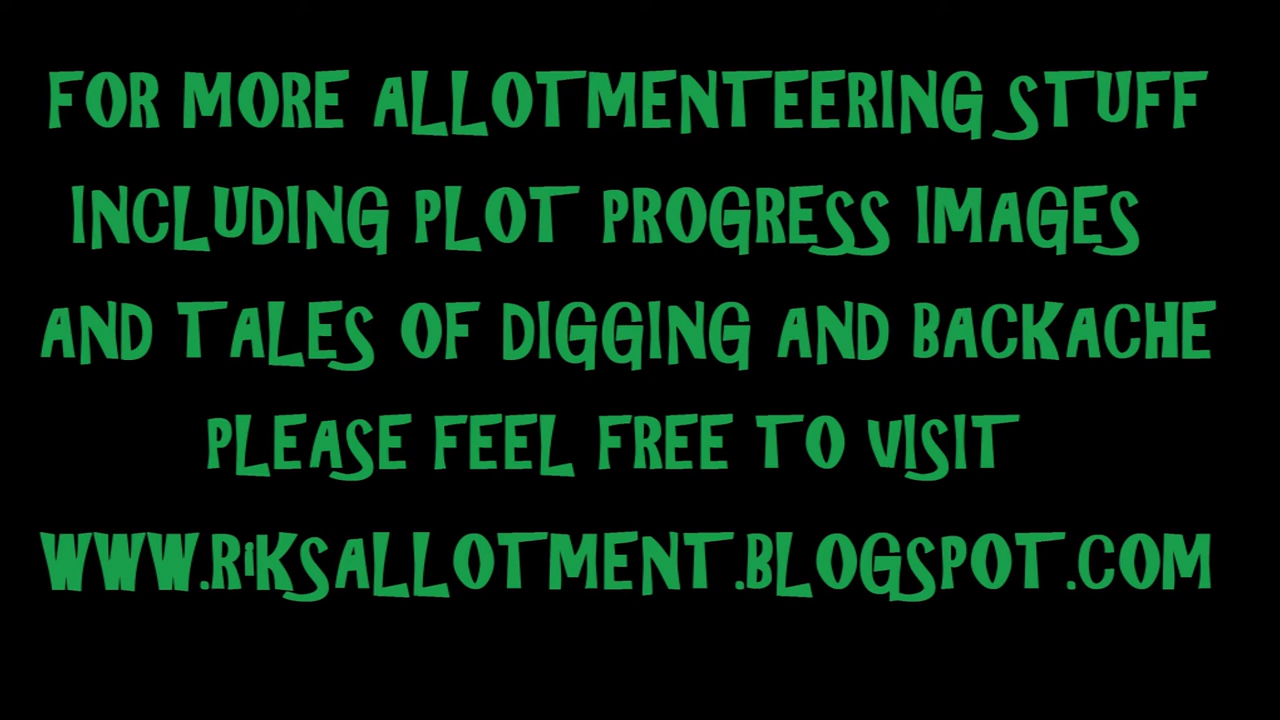 FOR MORE ALLOTMENTEERING STUFF
INCLUDING PLOT PROGRESS IMAGES
AND TALES OF DIGGING AND BACKACHE
PLEASE FEEL FREE TO VISIT
WWW.RiKSALLOTMENT.BLOGSPOT.COM